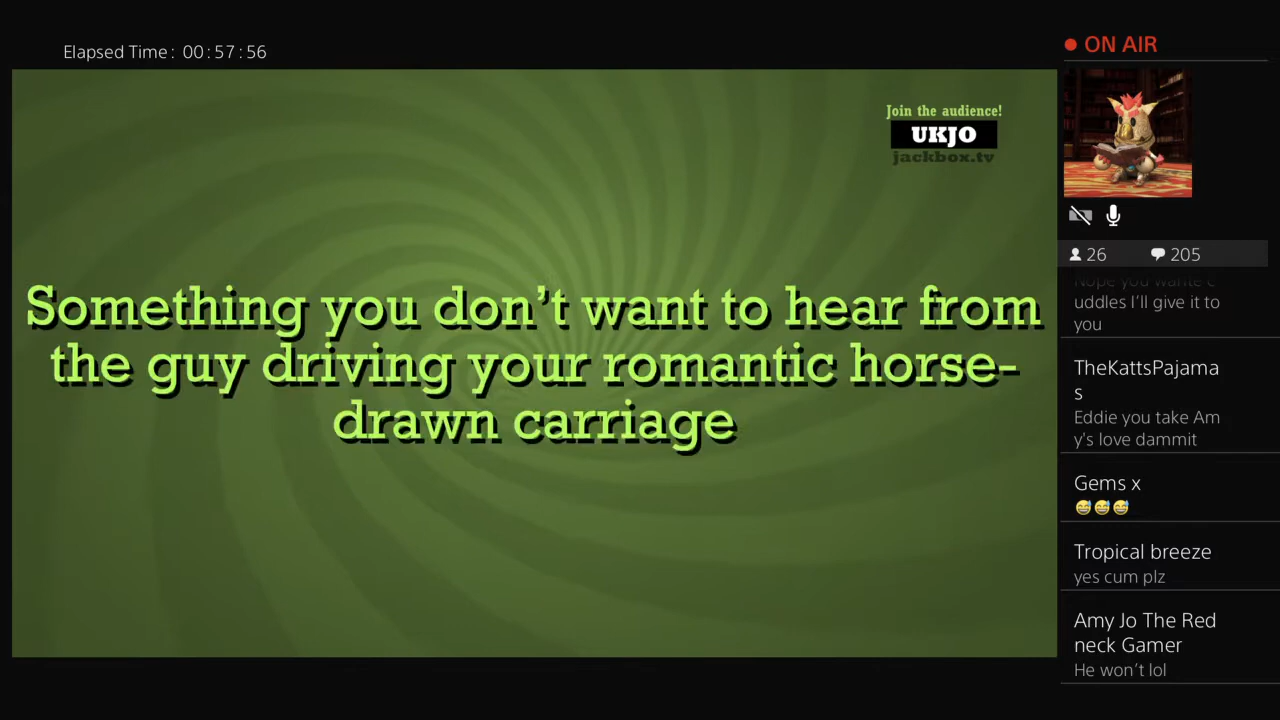 Elapsed Time: 00:57:56
ON AIR
Join the audience!
UKJO
jackbox.tv
Something you don't want to hear from
the guy driving your romantic horse-
drawn carriage
26 205
Nope you wante c
uddles I'll give it to
you
TheKattsPajama
s
Eddie you take Am
y's love dammit
Gems x
😅😅😅
Tropical breeze
yes cum plz
Amy Jo The Red
neck Gamer
He won't lol